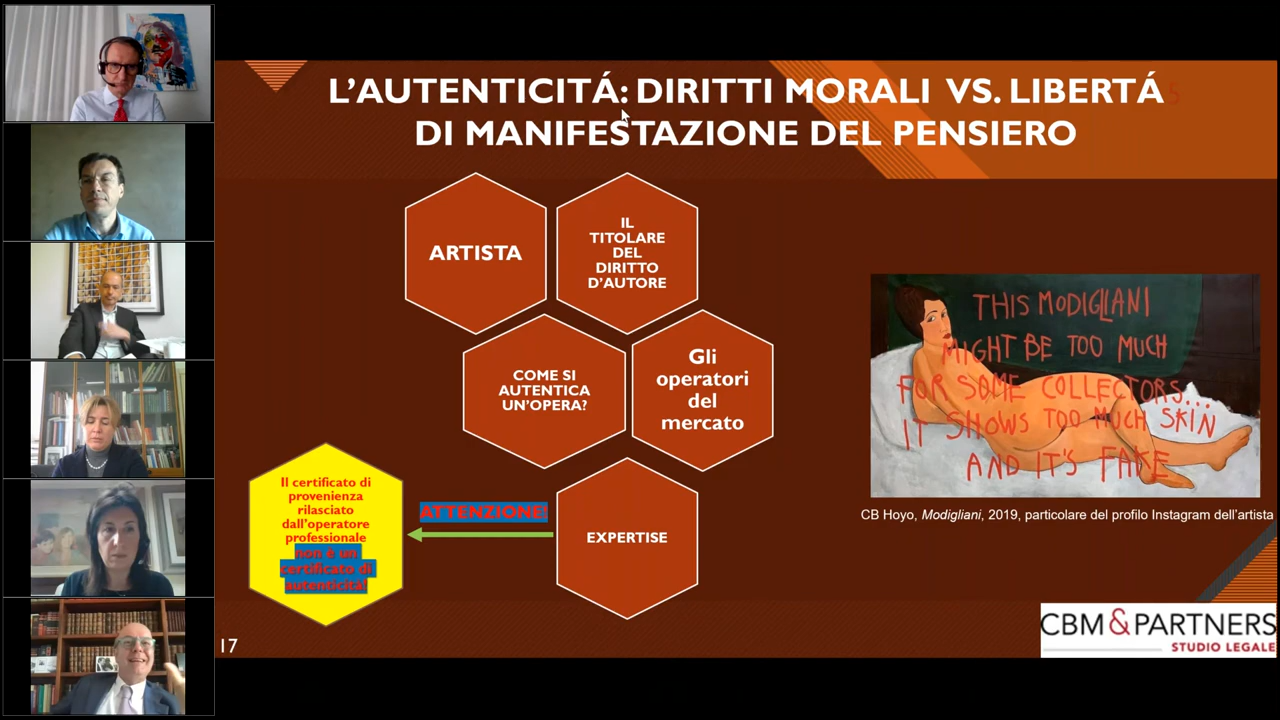 L'AUTENTICITÁ: DIRITTI MORALI VS. LIBERTÁ
DI MANIFESTAZIONE DEL PENSIERO
5
ARTISTA
IL
TITOLARE
DEL
DIRITTO
D'AUTORE
COME SI
AUTENTICA
UN'OPERA?
Gli
operatori
del
mercato
Il certificato di
provenienza
rilasciato
dall'operatore
professionale
non è un
certificato di
autenticità!
ATTENZIONE!
EXPERTISE
THIS MODIGLANI
MIGHT BE TOO MUCH
FOR SOME COLLECTORS...
IT SHOWS TOO MUCH SKIN
AND IT'S FAKE
CB Hoyo, Modigliani, 2019, particolare del profilo Instagram dell'artista
17
CBM&PARTNERS
STUDIO LEGALE